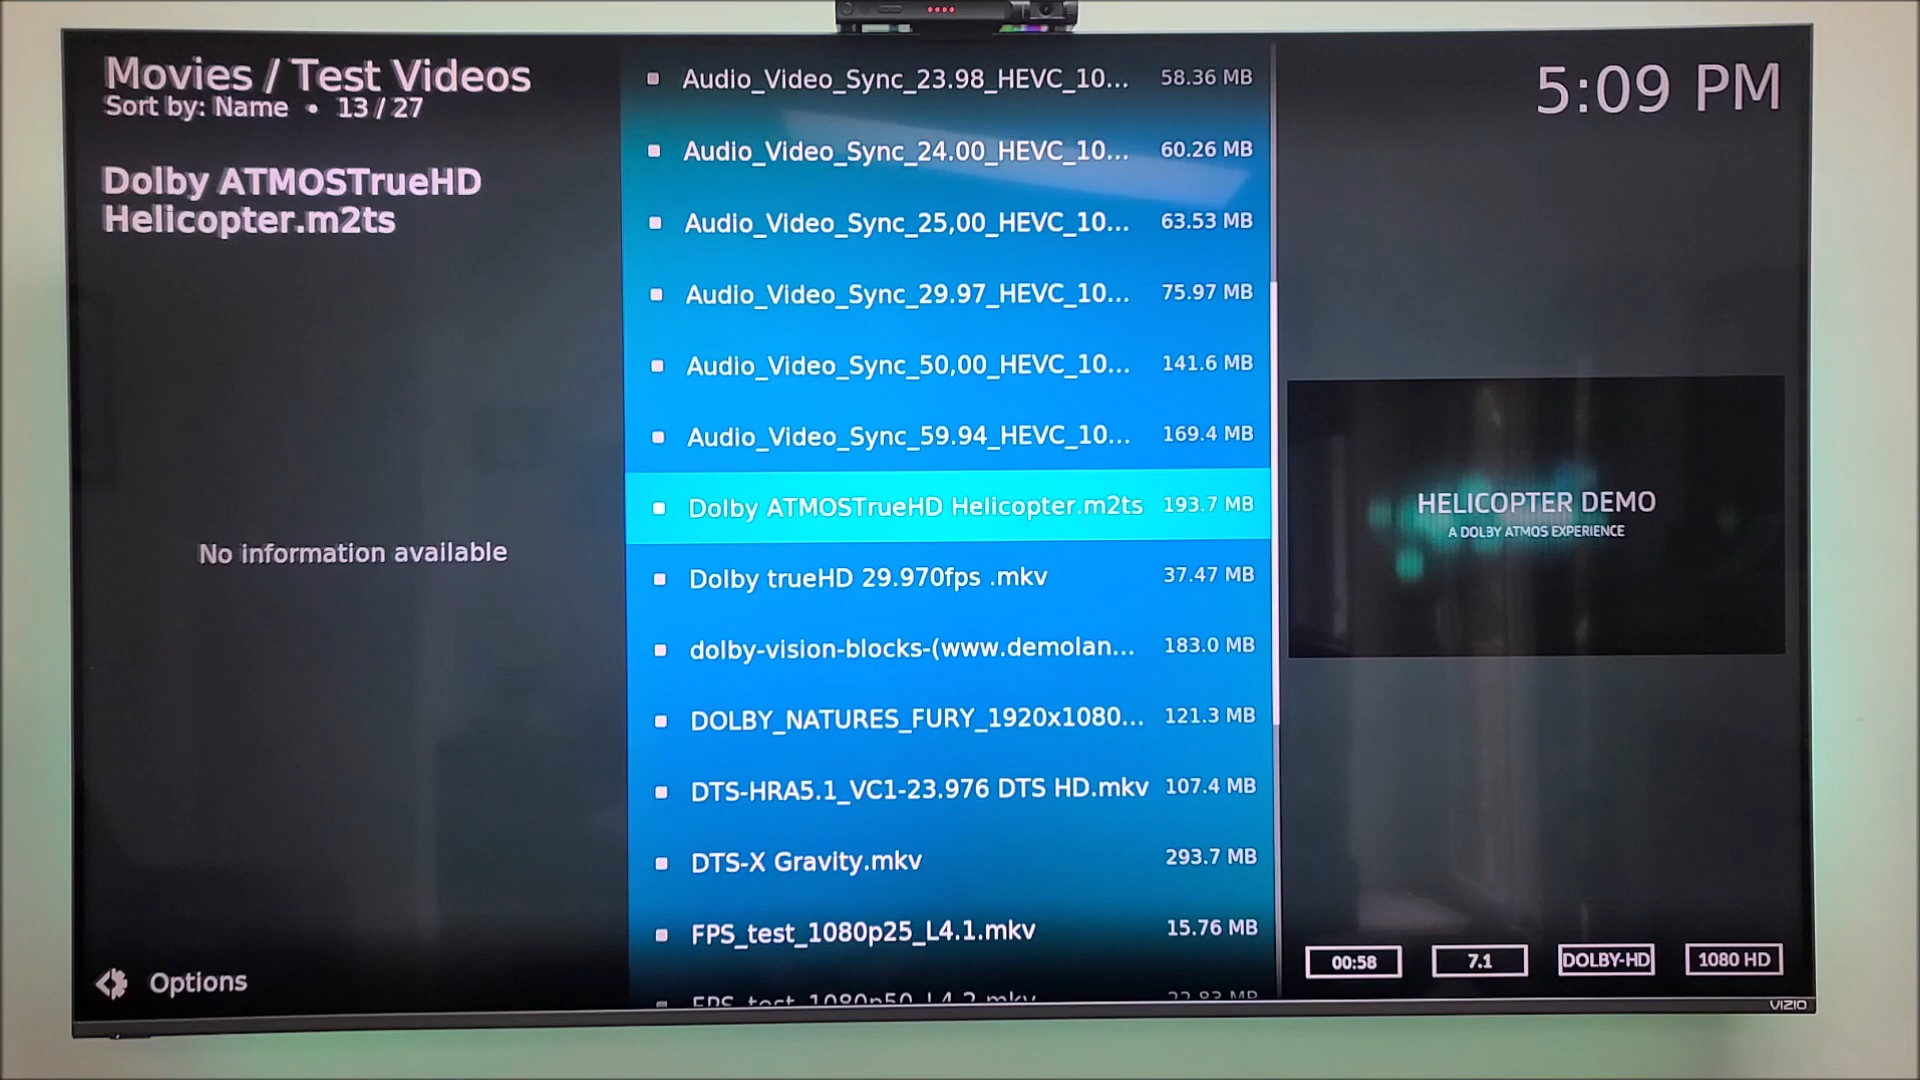 Movies / Test Videos
Sort by: Name • 13 / 27
Dolby ATMOSTrueHD
Helicopter.m2ts
No information available
Options
Audio_Video_Sync_23.98_HEVC_10... 58.36 MB
Audio_Video_Sync_24.00_HEVC_10... 60.26 MB
Audio_Video_Sync_25,00_HEVC_10... 63.53 MB
Audio_Video_Sync_29.97_HEVC_10... 75.97 MB
Audio_Video_Sync_50,00_HEVC_10... 141.6 MB
Audio_Video_Sync_59.94_HEVC_10... 169.4 MB
Dolby ATMOSTrueHD Helicopter.m2ts 193.7 MB
Dolby trueHD 29.970fps .mkv 37.47 MB
dolby-vision-blocks-(www.demolan... 183.0 MB
DOLBY_NATURES_FURY_1920x1080... 121.3 MB
DTS-HRA5.1_VC1-23.976 DTS HD.mkv 107.4 MB
DTS-X Gravity.mkv 293.7 MB
FPS_test_1080p25_L4.1.mkv 15.76 MB
FPS_test_1080p50_L4.2.mkv
5:09 PM
HELICOPTER DEMO
A DOLBY ATMOS EXPERIENCE
00:58 7.1 DOLBY-HD 1080 HD
VIZIO